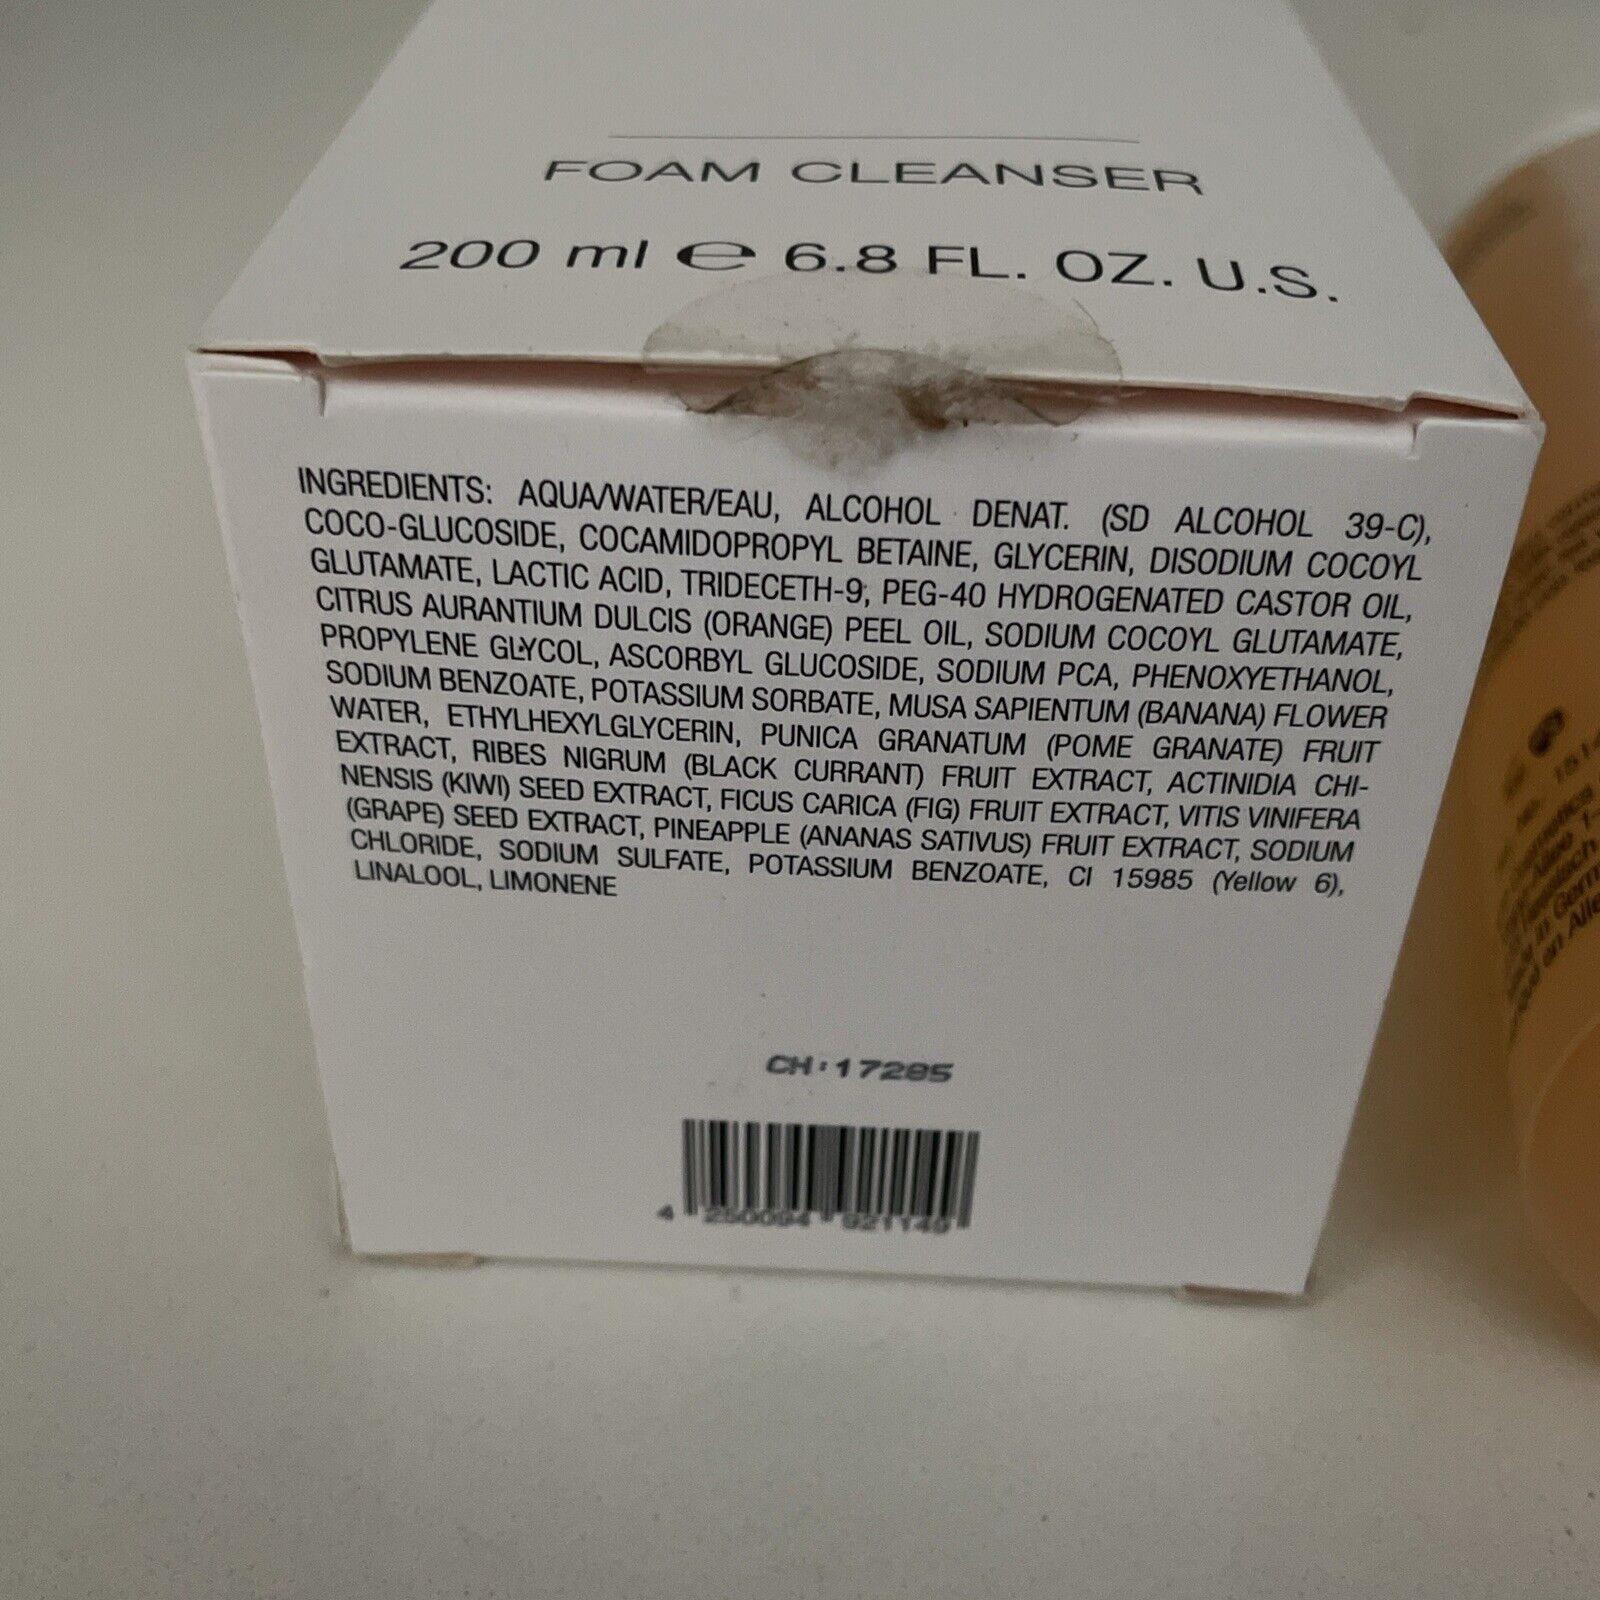 FOAM CLEANSER
200 ml e 6.8 FL. OZ. U.S.
INGREDIENTS: AQUA/WATER/EAU, ALCOHOL DENAT. (SD ALCOHOL 39-C),
COCO-GLUCOSIDE, COCAMIDOPROPYL BETAINE, GLYCERIN, DISODIUM COCOYL
GLUTAMATE, LACTIC ACID, TRIDECETH-9, PEG-40 HYDROGENATED CASTOR OIL,
CITRUS AURANTIUM DULCIS (ORANGE) PEEL OIL, SODIUM COCOYL GLUTAMATE,
PROPYLENE GLYCOL, ASCORBYL GLUCOSIDE, SODIUM PCA, PHENOXYETHANOL,
SODIUM BENZOATE, POTASSIUM SORBATE, MUSA SAPIENTUM (BANANA) FLOWER
WATER, ETHYLHEXYLGLYCERIN, PUNICA GRANATUM (POME GRANATE) FRUIT
EXTRACT, RIBES NIGRUM (BLACK CURRANT) FRUIT EXTRACT, ACTINIDIA CHI-
NENSIS (KIWI) SEED EXTRACT, FICUS CARICA (FIG) FRUIT EXTRACT, VITIS VINIFERA
(GRAPE) SEED EXTRACT, PINEAPPLE (ANANAS SATIVUS) FRUIT EXTRACT, SODIUM
CHLORIDE, SODIUM SULFATE, POTASSIUM BENZOATE, CI 15985 (Yellow 6),
LINALOOL, LIMONENE
CH:17285
4 250094 921149